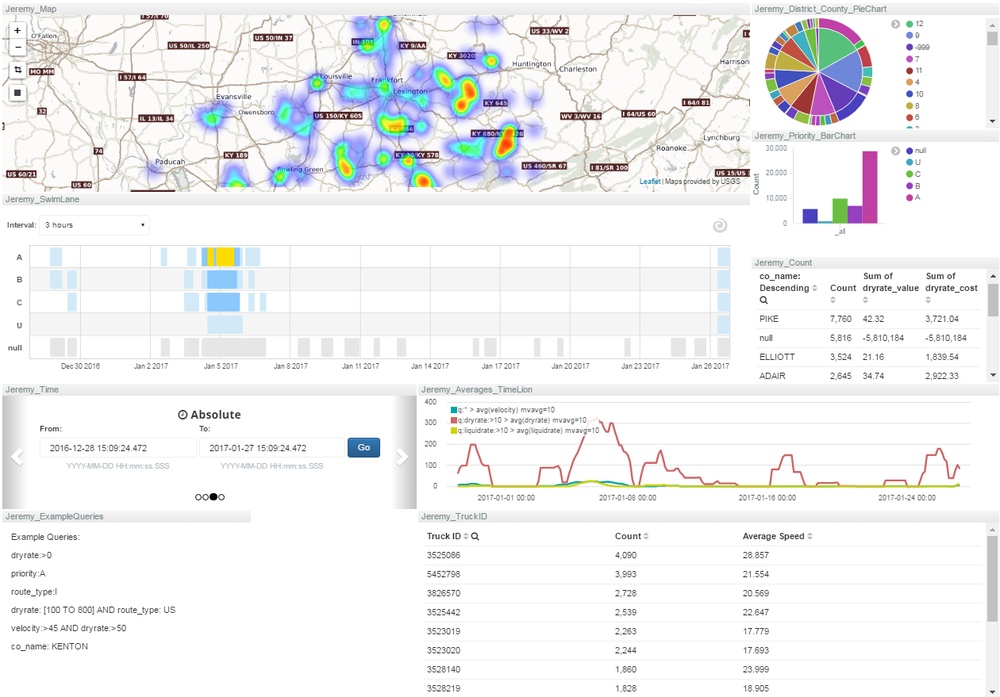 Jeremy_Map
+
−
O'Fallon
US 50/IL 250
US 50/IN 37
IN 101
KY 9/AA
US 33/WV 2
KY 3020
Huntington
Charleston
Harrison
MO MM
I 57/I 64
Louisville
Frankfort
Lexington
Evansville
Owensboro
KY 645
I 64/I 81
32
IL 13/IL 34
US 150/KY 605
WV 3/WV 16
I 64/US 60
Lynchburg
74
KY 189
Roanoke
Paducah
Bowling Green
US 460/SR 67
I 81/SR 100
US 60/21
US 60
Leaflet | Maps provided by USGS
Jeremy_District_County_PieChart
12
9
-999
7
11
4
10
8
6
Jeremy_Priority_BarChart
30,000
20,000
10,000
0
Count
_all
null
U
C
B
A
Jeremy_SwimLane
Interval: 3 hours
A
B
C
U
null
Dec 30 2016 Jan 2 2017 Jan 5 2017 Jan 8 2017 Jan 11 2017 Jan 14 2017 Jan 17 2017 Jan 20 2017 Jan 23 2017 Jan 26 2017
Jeremy_Count
co_name: Descending Count Sum of dryrate_value Sum of dryrate_cost
PIKE 7,760 42.32 3,721.04
null 5,816 -5,810,184 -5,810,184
ELLIOTT 3,524 21.16 1,839.54
ADAIR 2,645 34.74 2,922.33
Jeremy_Time
Absolute
From: To:
2016-12-28 15:09:24.472 2017-01-27 15:09:24.472 Go
YYYY-MM-DD HH:mm:ss.SSS YYYY-MM-DD HH:mm:ss.SSS
Jeremy_Averages_TimeLion
400
300
200
100
0
q:* > avg(velocity) mvavg=10
q:dryrate:>10 > avg(dryrate) mvavg=10
q:liquidrate:>10 > avg(liquidrate) mvavg=10
2017-01-01 00:00 2017-01-08 00:00 2017-01-16 00:00 2017-01-24 00:00
Jeremy_ExampleQueries
Example Queries:
dryrate:>0
priority:A
route_type:I
dryrate: [100 TO 800] AND route_type: US
velocity:>45 AND dryrate:>50
co_name: KENTON
Jeremy_TruckID
Truck ID Count Average Speed
3525086 4,090 28.857
5452798 3,993 21.554
3826570 2,728 20.569
3525442 2,539 22.647
3523019 2,263 17.779
3523020 2,244 17.693
3528140 1,860 23.999
3528219 1,828 18.905